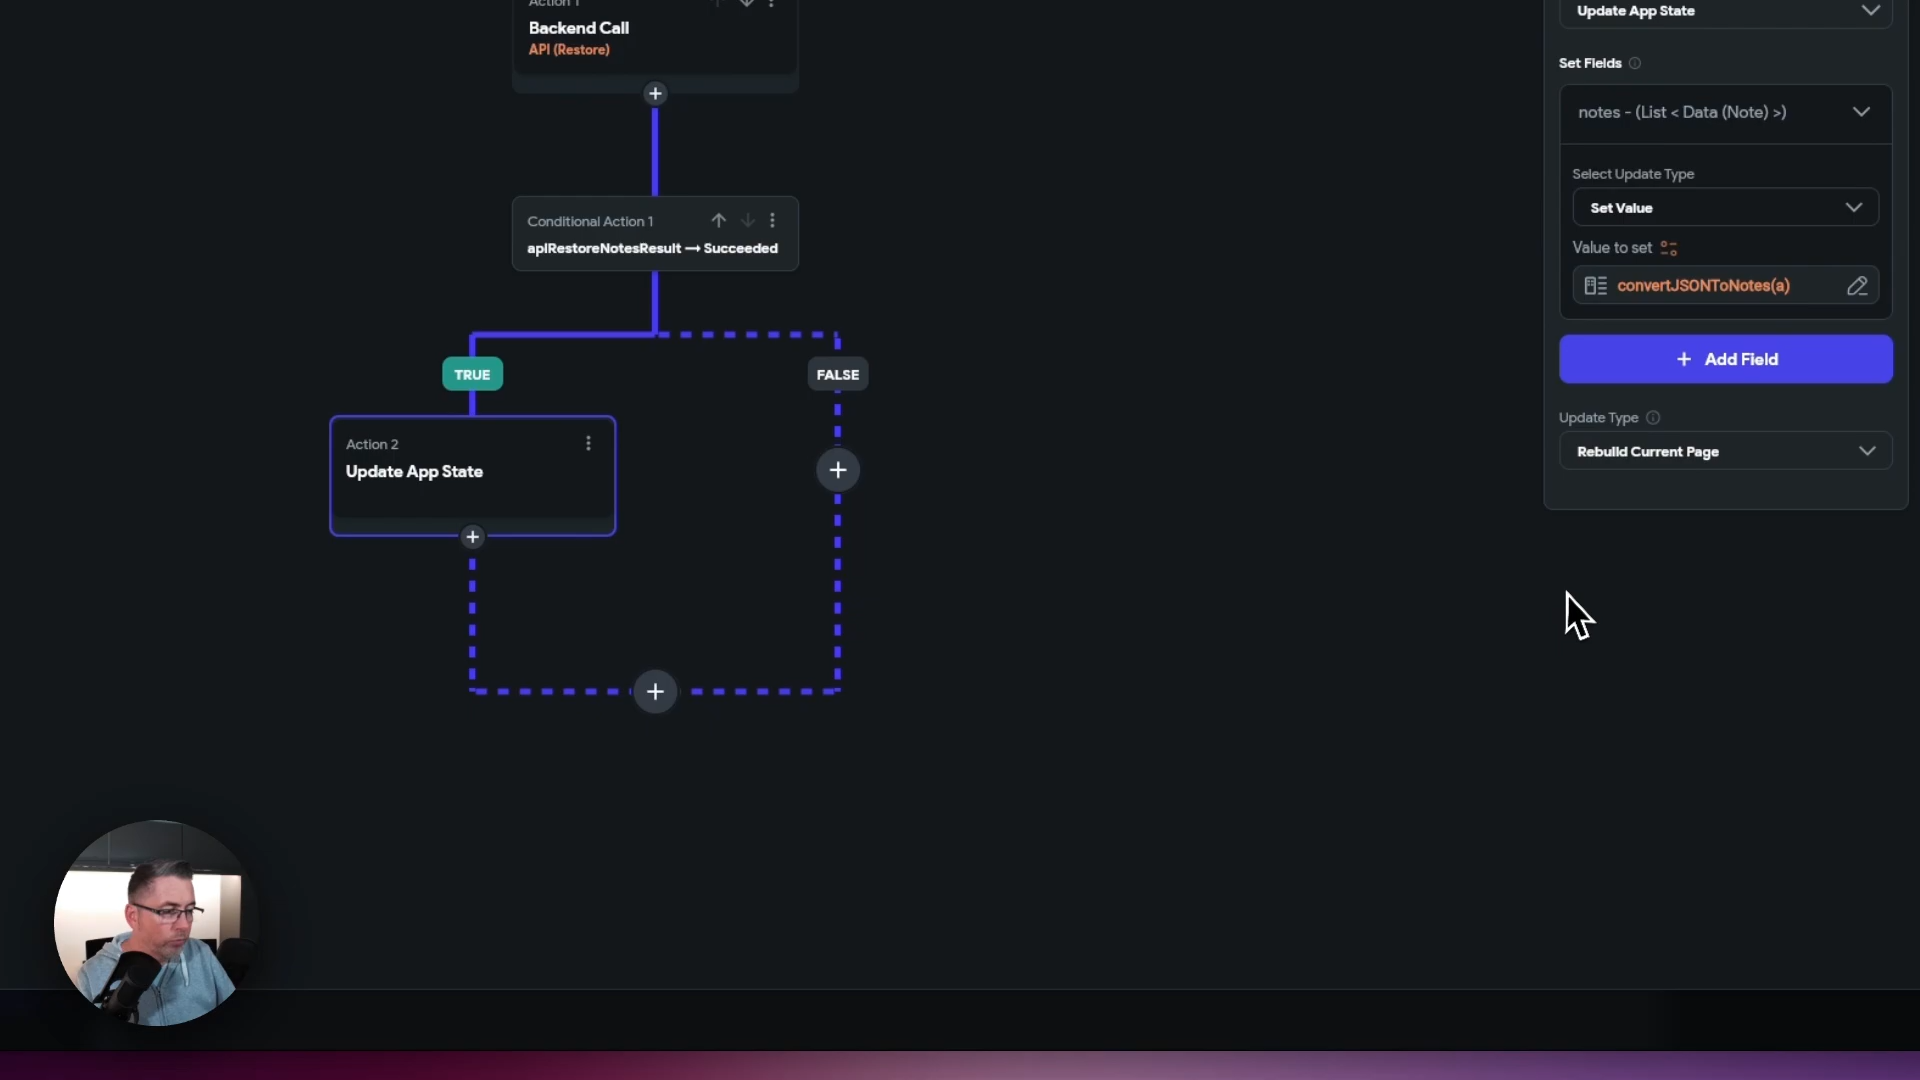 Action 1
Backend Call
API (Restore)
Conditional Action 1
apiRestoreNotesResult → Succeeded
TRUE
FALSE
Action 2
Update App State
Update App State
Set Fields
notes - (List < Data (Note) >)
Select Update Type
Set Value
Value to set
convertJSONToNotes(a)
+ Add Field
Update Type
Rebuild Current Page